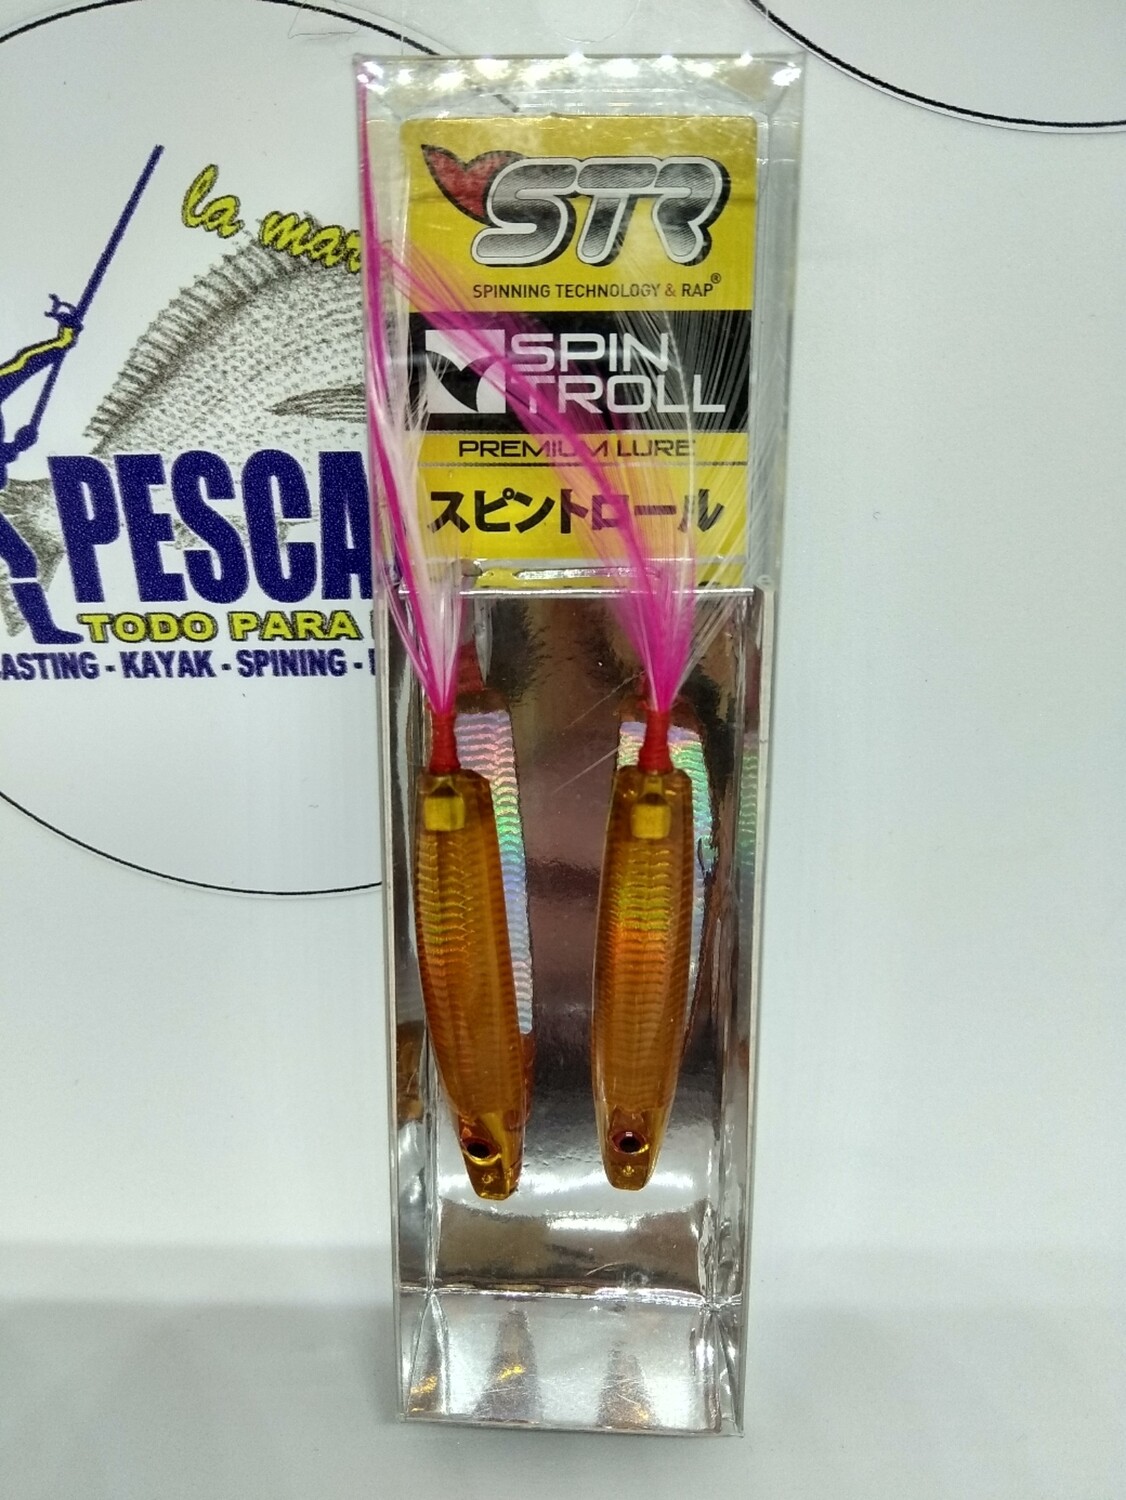 la mar
PESCA
TODO PARA
CASTING - KAYAK - SPINING -
STR
SPINNING TECHNOLOGY & RAP®
SPIN
TROLL
PREMIUM LURE
スピントロール